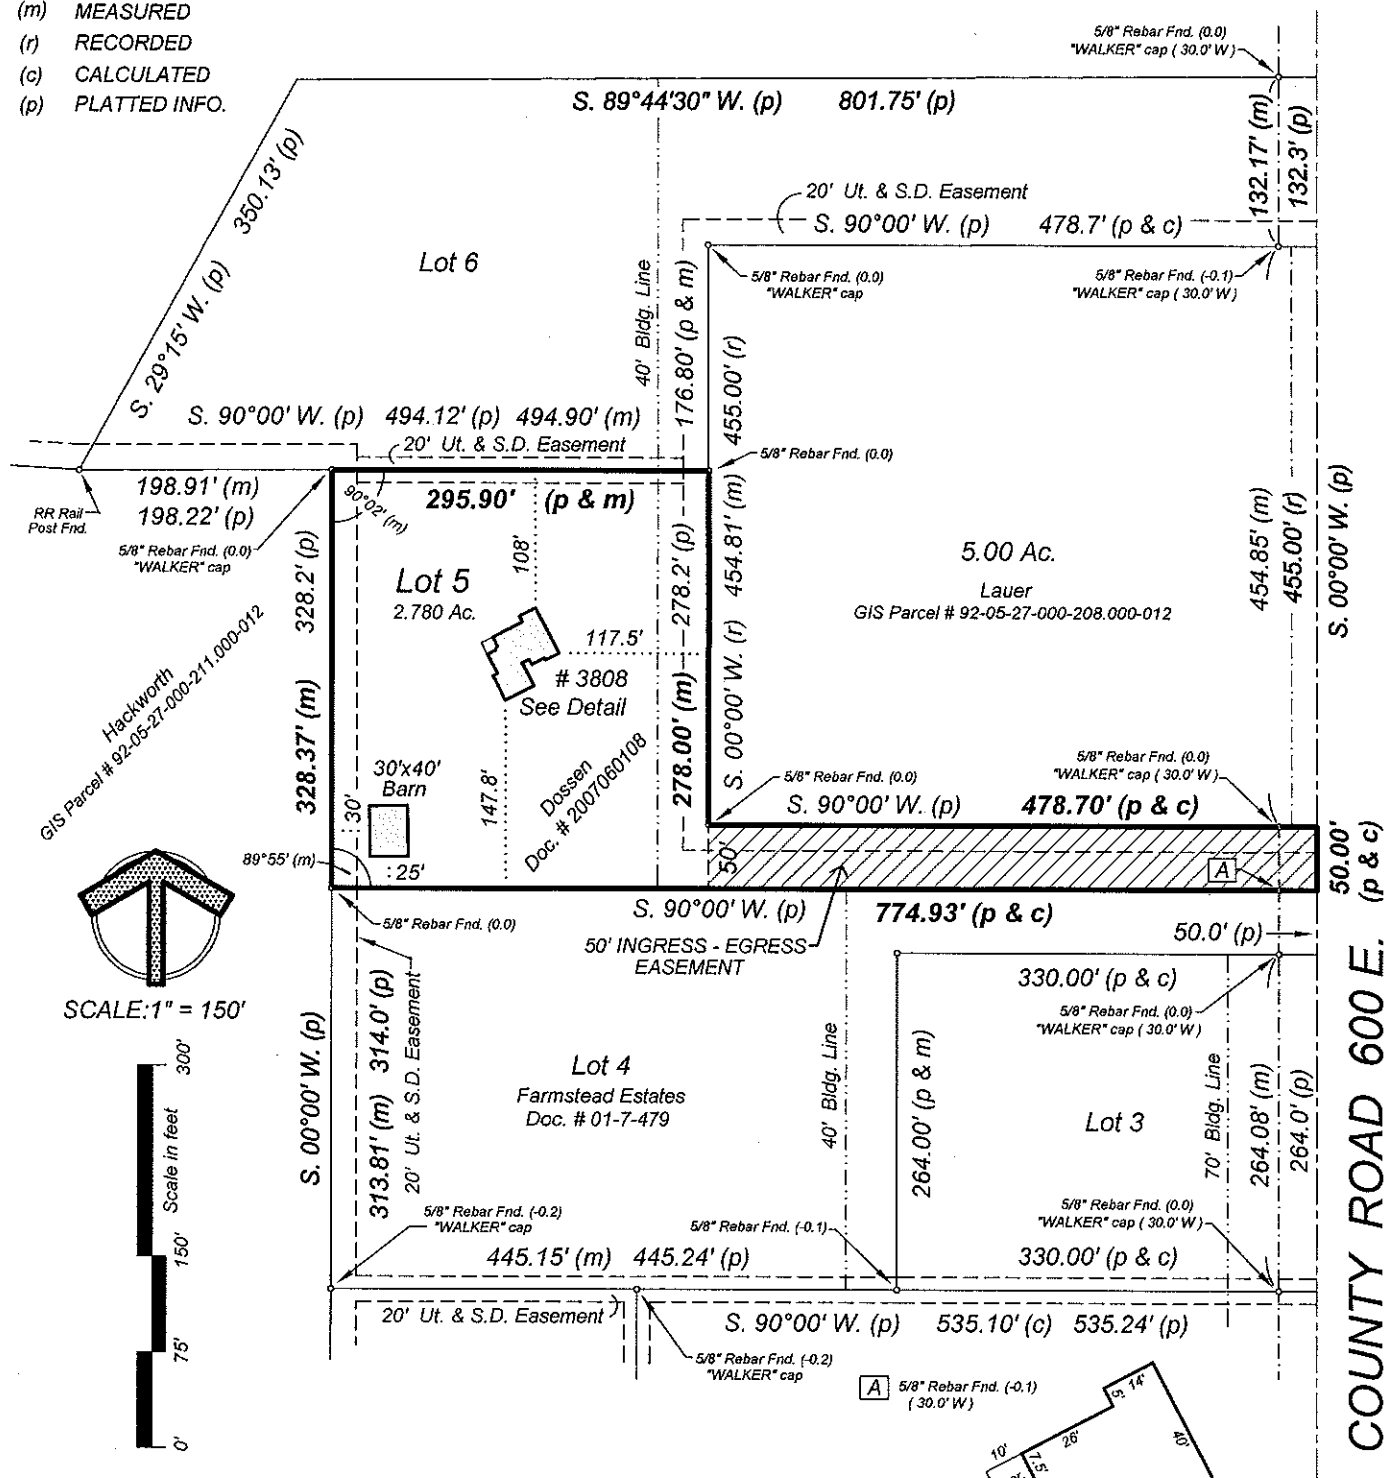 (m) MEASURED
(r) RECORDED
(c) CALCULATED
(p) PLATTED INFO.
5/8" Rebar Fnd. (0.0)
"WALKER" cap ( 30.0' W )
S. 89°44'30" W. (p) 801.75' (p)
132.17' (m)
132.3' (p)
350.13' (p)
S. 29°15' W. (p)
20' Ut. & S.D. Easement
S. 90°00' W. (p) 478.7' (p & c)
Lot 6
40' Bldg. Line
176.80' (p & m)
5/8" Rebar Fnd. (0.0)
"WALKER" cap
5/8" Rebar Fnd. (-0.1)
"WALKER" cap ( 30.0' W )
455.00' (r)
S. 90°00' W. (p) 494.12' (p) 494.90' (m)
20' Ut. & S.D. Easement
5/8" Rebar Fnd. (0.0)
198.91' (m)
198.22' (p)
RR Rail
Post Fnd.
5/8" Rebar Fnd. (0.0)
"WALKER" cap
90°02' (m)
295.90' (p & m)
328.2' (p)
328.37' (m)
Lot 5
2.780 Ac.
108'
117.5'
# 3808
See Detail
278.2' (p)
278.00' (m)
S. 00°00' W. (r) 454.81' (m)
5.00 Ac.
Lauer
GIS Parcel # 92-05-27-000-208.000-012
454.85' (m)
455.00' (r)
S. 00°00' W. (p)
Hackworth
GIS Parcel # 92-05-27-000-211.000-012
30'x40'
Barn
30'
25'
147.8'
Dossen
Doc. # 2007060108
5/8" Rebar Fnd. (0.0)
5/8" Rebar Fnd. (0.0)
"WALKER" cap ( 30.0' W )
S. 90°00' W. (p) 478.70' (p & c)
50'
A
50.00'
(p & c)
89°55' (m)
5/8" Rebar Fnd. (0.0)
S. 90°00' W. (p) 774.93' (p & c)
50' INGRESS - EGRESS
EASEMENT
50.0' (p)
330.00' (p & c)
5/8" Rebar Fnd. (0.0)
"WALKER" cap ( 30.0' W )
SCALE:1" = 150'
300'
150'
75'
0'
Scale in feet
S. 00°00' W. (p)
313.81' (m) 314.0' (p)
20' Ut. & S.D. Easement
Lot 4
Farmstead Estates
Doc. # 01-7-479
40' Bldg. Line
264.00' (p & m)
Lot 3
70' Bldg. Line
264.08' (m)
264.0' (p)
COUNTY ROAD 600 E.
5/8" Rebar Fnd. (-0.2)
"WALKER" cap
5/8" Rebar Fnd. (-0.1)
5/8" Rebar Fnd. (0.0)
"WALKER" cap ( 30.0' W )
445.15' (m) 445.24' (p)
330.00' (p & c)
20' Ut. & S.D. Easement
S. 90°00' W. (p) 535.10' (c) 535.24' (p)
5/8" Rebar Fnd. (-0.2)
"WALKER" cap
A 5/8" Rebar Fnd. (-0.1)
( 30.0' W )
14'
5'
26'
40'
10'
7.5'